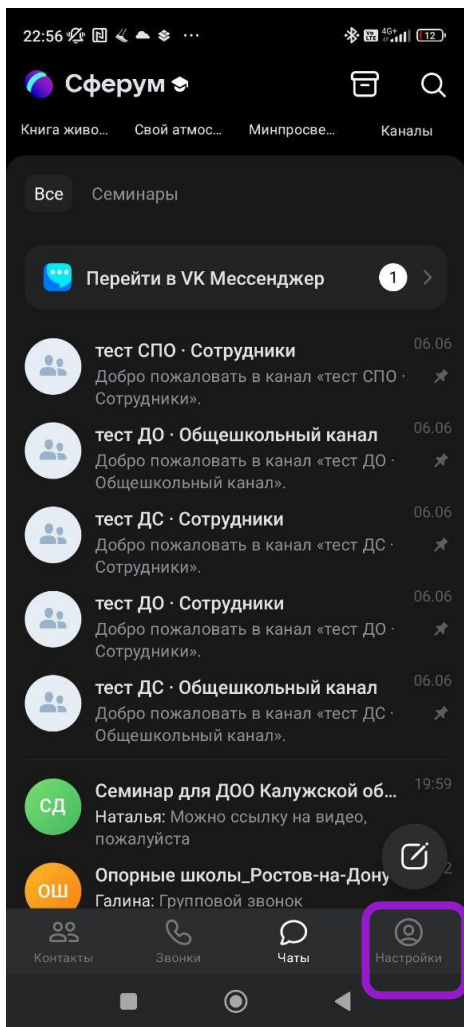 22:56
4G+
VoLTE
12
Сферум
Книга живо... Свой атмос... Минпросве... Каналы
Все Семинары
Перейти в VK Мессенджер 1
тест СПО · Сотрудники 06.06
Добро пожаловать в канал «тест СПО ·
Сотрудники».
тест ДО · Общешкольный канал 06.06
Добро пожаловать в канал «тест ДО ·
Общешкольный канал».
тест ДС · Сотрудники 06.06
Добро пожаловать в канал «тест ДС ·
Сотрудники».
тест ДО · Сотрудники 06.06
Добро пожаловать в канал «тест ДО ·
Сотрудники».
тест ДС · Общешкольный канал 06.06
Добро пожаловать в канал «тест ДС ·
Общешкольный канал».
СД Семинар для ДОО Калужской об... 19:59
Наталья: Можно ссылку на видео,
пожалуйста
ОШ Опорные школы_Ростов-на-Дону 2
Галина: Групповой звонок
Контакты Звонки Чаты Настройки